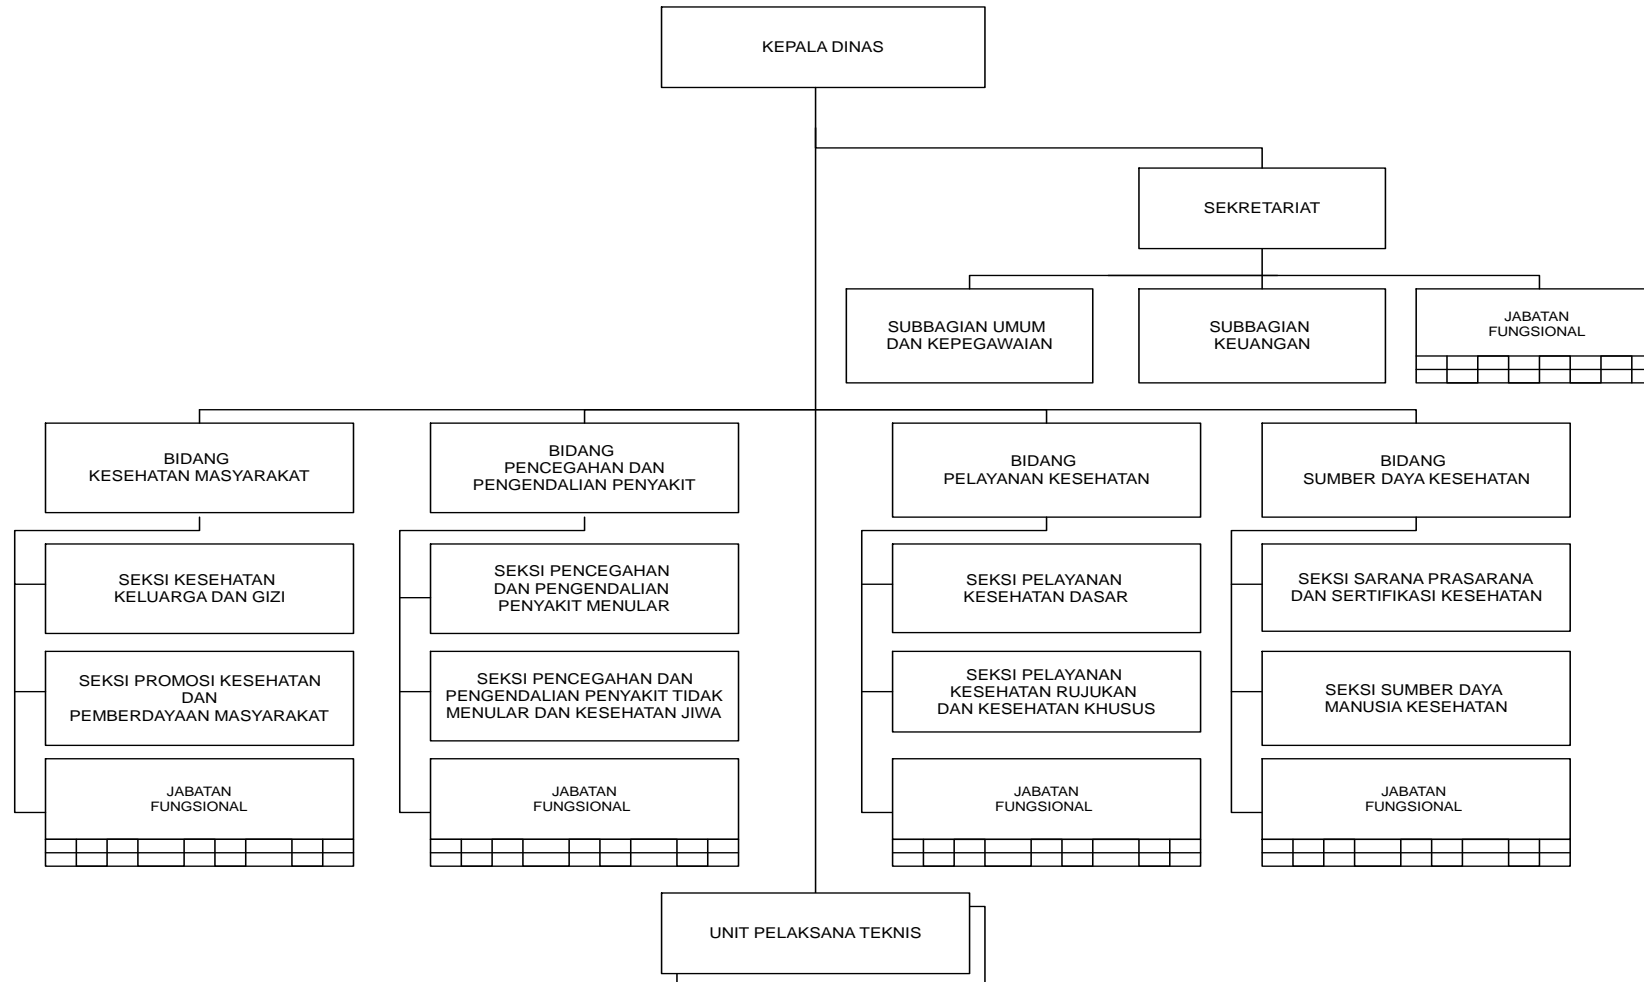 KEPALA DINAS
SEKRETARIAT
SUBBAGIAN UMUM
DAN KEPEGAWAIAN
SUBBAGIAN
KEUANGAN
JABATAN
FUNGSIONAL
BIDANG
KESEHATAN MASYARAKAT
BIDANG
PENCEGAHAN DAN
PENGENDALIAN PENYAKIT
BIDANG
PELAYANAN KESEHATAN
BIDANG
SUMBER DAYA KESEHATAN
SEKSI KESEHATAN
KELUARGA DAN GIZI
SEKSI PENCEGAHAN
DAN PENGENDALIAN
PENYAKIT MENULAR
SEKSI PELAYANAN
KESEHATAN DASAR
SEKSI SARANA PRASARANA
DAN SERTIFIKASI KESEHATAN
SEKSI PROMOSI KESEHATAN
DAN
PEMBERDAYAAN MASYARAKAT
SEKSI PENCEGAHAN DAN
PENGENDALIAN PENYAKIT TIDAK
MENULAR DAN KESEHATAN JIWA
SEKSI PELAYANAN
KESEHATAN RUJUKAN
DAN KESEHATAN KHUSUS
SEKSI SUMBER DAYA
MANUSIA KESEHATAN
JABATAN
FUNGSIONAL
JABATAN
FUNGSIONAL
JABATAN
FUNGSIONAL
JABATAN
FUNGSIONAL
UNIT PELAKSANA TEKNIS